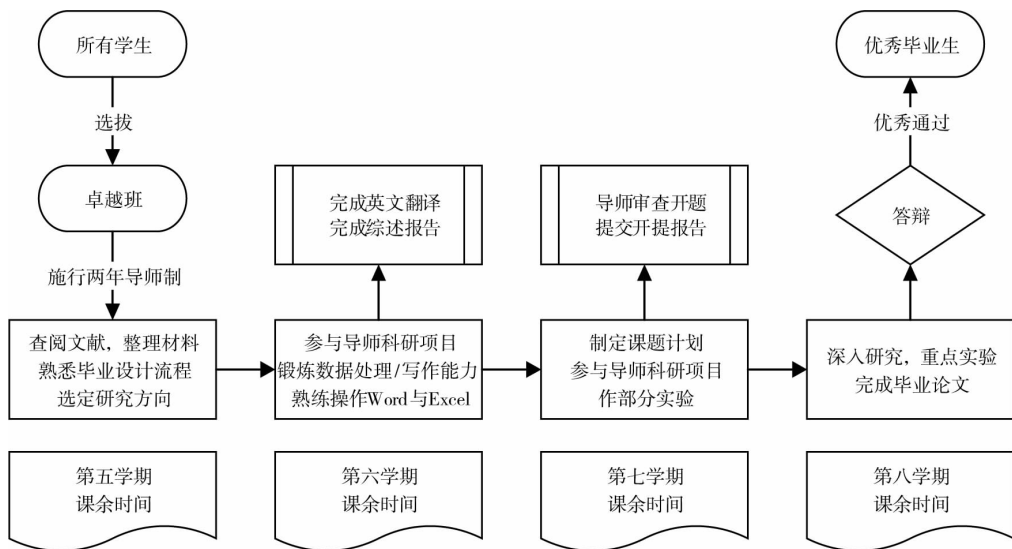 所有学生
选拔
卓越班
施行两年导师制
查阅文献，整理材料
熟悉毕业设计流程
选定研究方向
第五学期
课余时间
完成英文翻译
完成综述报告
参与导师科研项目
锻炼数据处理/写作能力
熟练操作Word与Excel
第六学期
课余时间
导师审查开题
提交开提报告
制定课题计划
参与导师科研项目
作部分实验
第七学期
课余时间
优秀毕业生
优秀通过
答辩
深入研究，重点实验
完成毕业论文
第八学期
课余时间